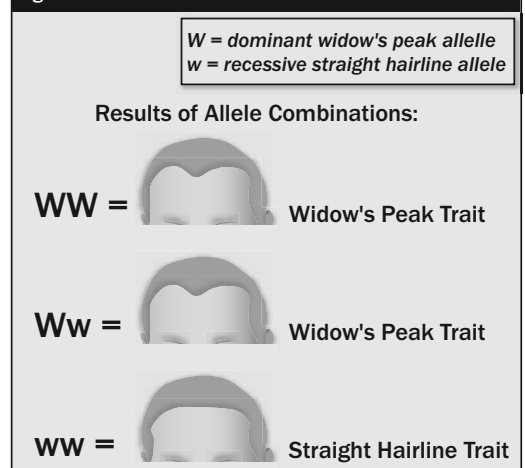 W = dominant widow's peak allelle
w = recessive straight hairline allele
Results of Allele Combinations:
WW = Widow's Peak Trait
Ww = Widow's Peak Trait
ww = Straight Hairline Trait